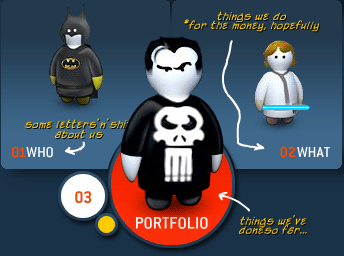 things we do
*for the money, hopefully
some letters'n'shi
about us
01WHO
02WHAT
03
PORTFOLIO
things we've
doneso far...